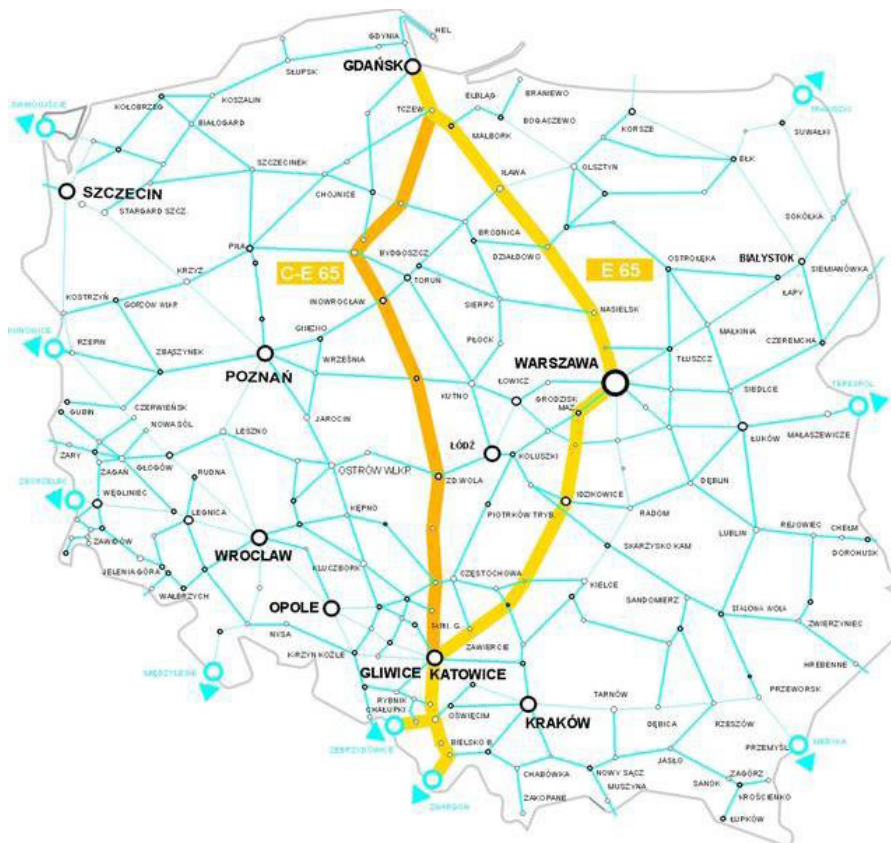 HEL
GDYNIA
GDAŃSK
SŁUPSK
KOSZALIN
KOŁOBRZEG
BIAŁOGARD
TCZEW
ELBLĄG
BRANIEWO
BOGACZEWO
MALBORK
KORSZE
SUWAŁKI
EŁK
OLSZTYN
IŁAWA
SZCZECINEK
CHOJNICE
SZCZECIN
STARGARD SZCZ.
SOKÓŁKA
PIŁA
BYDGOSZCZ
BRODNICA
DZIAŁDOWO
OSTROŁĘKA
BIAŁYSTOK
SIEMIANÓWKA
ŁAPY
C-E 65
E 65
TORUŃ
KRZYŻ
KOSTRZYŃ
GORZÓW WLKP.
INOWROCŁAW
SIERPC
NASIELSK
MAŁKINIA
CZEREMCHA
RZEPIN
ZBĄSZYNEK
GNIEZNO
PŁOCK
WRZEŚNIA
POZNAŃ
WARSZAWA
TŁUSZCZ
KUTNO
ŁOWICZ
GRODZISK
MAZ.
SIEDLCE
TERESPOL
GUBIN
CZERWIEŃSK
NOWA SÓL
LESZNO
JAROCIN
ŁUKÓW
MAŁASZEWICZE
ŻARY
ŻAGAŃ
GŁOGÓW
RUDNA
OSTRÓW WLKP.
ŁÓDŹ
KOLUSZKI
ZD. WOLA
WĘGLINIEC
LEGNICA
KĘPNO
PIOTRKÓW TRYB.
IDZIKOWICE
RADOM
DĘBLIN
ZAWIDÓW
WROCŁAW
SKARŻYSKO KAM.
LUBLIN
REJOWIEC
CHEŁM
DOROHUSK
JELENIA GÓRA
WAŁBRZYCH
KLUCZBORK
CZĘSTOCHOWA
KIELCE
SANDOMIERZ
STALOWA WOLA
ZWIERZYNIEC
OPOLE
NYSA
TARN. G.
ZAWIERCIE
KĘRZYN KOŹLE
GLIWICE
KATOWICE
HREBENNE
PRZEWORSK
RYBNIK
CHAŁUPKI
OŚWIĘCIM
KRAKÓW
TARNÓW
DĘBICA
RZESZÓW
ZEBRZYDOWICE
BIELSKO B.
CHABÓWKA
NOWY SĄCZ
JASŁO
PRZEMYŚL
MEDYKA
ZWARDOŃ
ZAKOPANE
MUSZYNA
SANOK
ZAGÓRZ
KROŚCIENKO
ŁUPKÓW